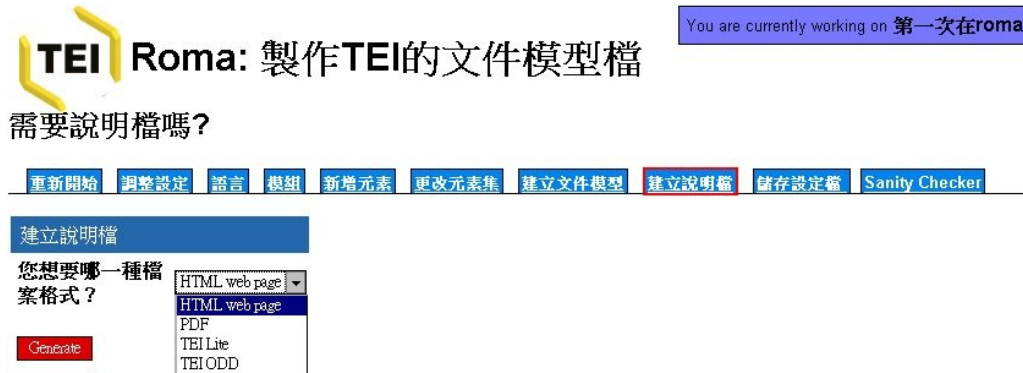 You are currently working on 第一次在roma
TEI Roma: 製作TEI的文件模型檔
需要說明檔嗎?
重新開始 調整設定 語言 模組 新增元素 更改元素集 建立文件模型 建立說明檔 儲存設定檔 Sanity Checker
建立說明檔
您想要哪一種檔
案格式？
HTML web page
HTML web page
PDF
TEI Lite
TEI ODD
Generate